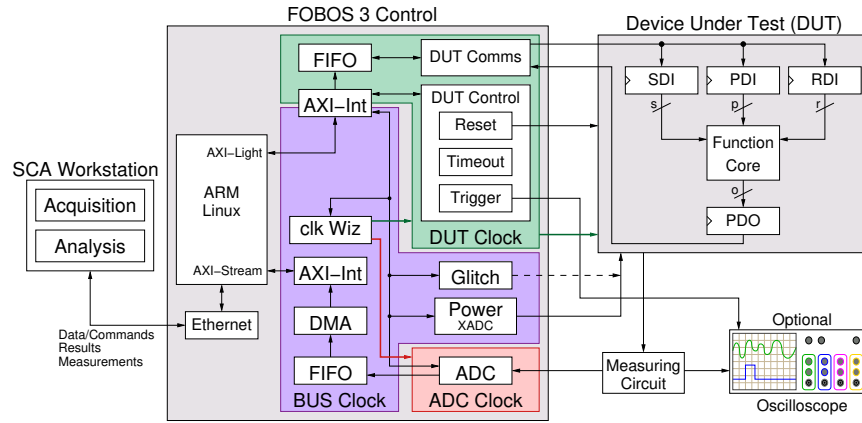 FOBOS 3 Control
Device Under Test (DUT)
FIFO
DUT Comms
SDI
PDI
RDI
AXI−Int
DUT Control
s
p
r
Reset
Function
Core
AXI−Light
Timeout
SCA Workstation
ARM
Linux
Acquisition
Trigger
o
PDO
clk Wiz
Analysis
DUT Clock
AXI−Stream
AXI−Int
Glitch
Power
XADC
Ethernet
DMA
Data/Commands
Results
Measurements
Optional
FIFO
ADC
Measuring
Circuit
BUS Clock
ADC Clock
Oscilloscope